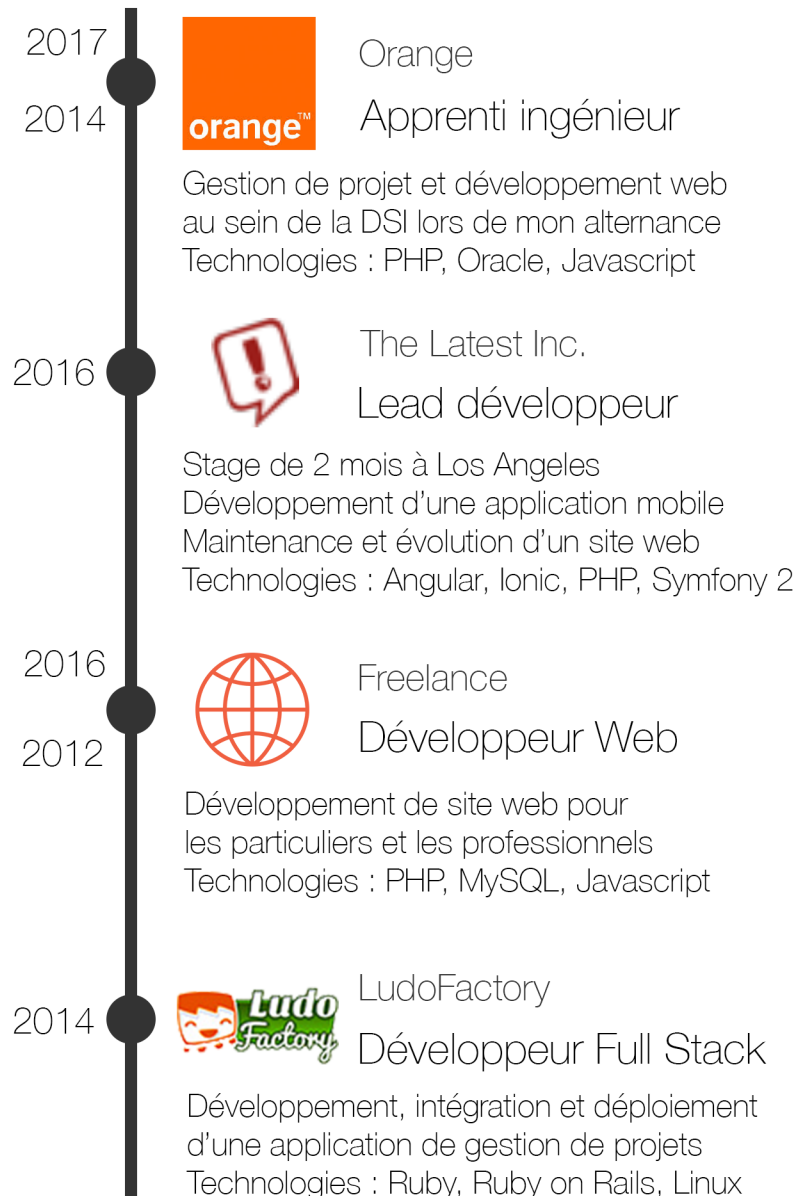 2017
2014
orange™
Orange
Apprenti ingénieur
Gestion de projet et développement web
au sein de la DSI lors de mon alternance
Technologies : PHP, Oracle, Javascript
2016
The Latest Inc.
Lead développeur
Stage de 2 mois à Los Angeles
Développement d’une application mobile
Maintenance et évolution d’un site web
Technologies : Angular, Ionic, PHP, Symfony 2
2016
2012
Freelance
Développeur Web
Développement de site web pour
les particuliers et les professionnels
Technologies : PHP, MySQL, Javascript
2014
Ludo
Factory
LudoFactory
Développeur Full Stack
Développement, intégration et déploiement
d’une application de gestion de projets
Technologies : Ruby, Ruby on Rails, Linux